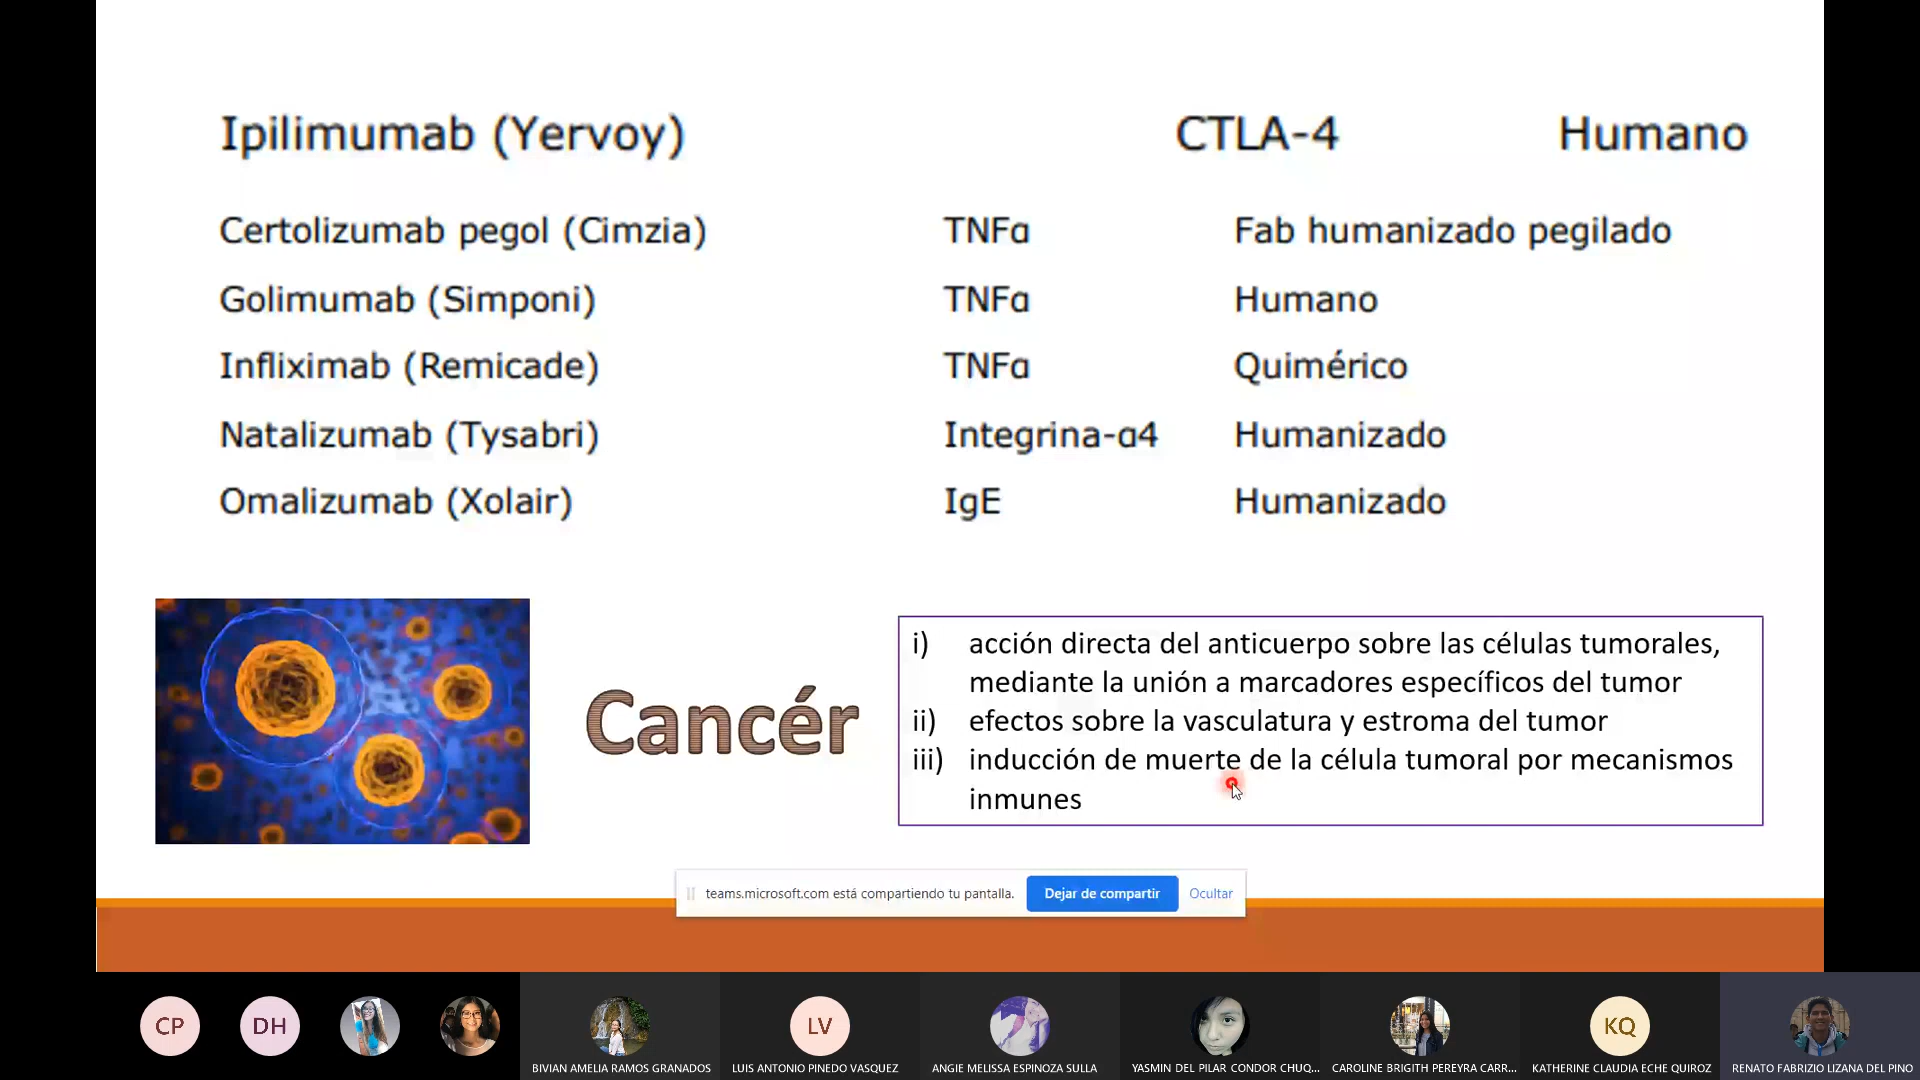 Ipilimumab (Yervoy) CTLA-4 Humano
Certolizumab pegol (Cimzia) TNFα Fab humanizado pegilado
Golimumab (Simponi) TNFα Humano
Infliximab (Remicade) TNFα Quimérico
Natalizumab (Tysabri) Integrina-α4 Humanizado
Omalizumab (Xolair) IgE Humanizado
Cancér
i) acción directa del anticuerpo sobre las células tumorales,
mediante la unión a marcadores específicos del tumor
ii) efectos sobre la vasculatura y estroma del tumor
iii) inducción de muerte de la célula tumoral por mecanismos
inmunes
teams.microsoft.com está compartiendo tu pantalla. Dejar de compartir Ocultar
CP DH LV KQ
BIVIAN AMELIA RAMOS GRANADOS LUIS ANTONIO PINEDO VASQUEZ ANGIE MELISSA ESPINOZA SULLA YASMIN DEL PILAR CONDOR CHUQ... CAROLINE BRIGITH PEREYRA CARR... KATHERINE CLAUDIA ECHE QUIROZ RENATO FABRIZIO LIZANA DEL PINO